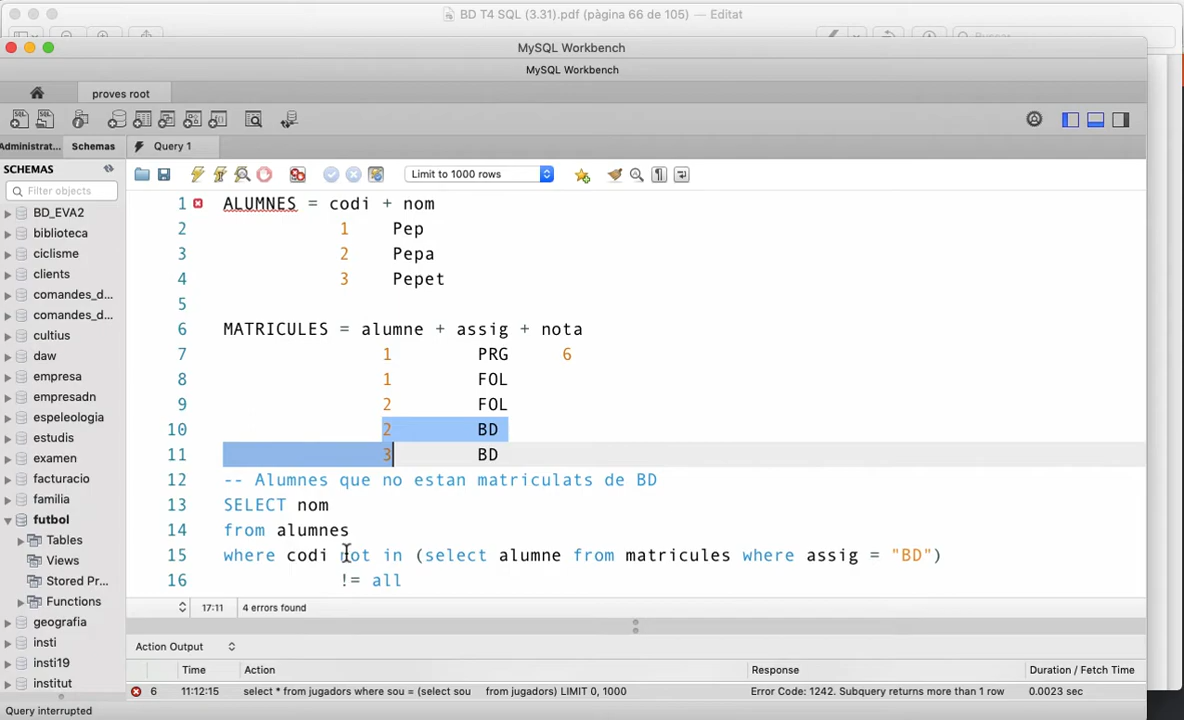 BD T4 SQL (3.31).pdf (pàgina 66 de 105) — Editat
MySQL Workbench
MySQL Workbench
proves root
Administrat... Schemas Query 1
SCHEMAS
Limit to 1000 rows
Filter objects
BD_EVA2
biblioteca
ciclisme
clients
comandes_d...
comandes_d...
cultius
daw
empresa
empresadn
espeleologia
estudis
examen
facturacio
familia
futbol
Tables
Views
Stored Pr...
Functions
geografia
insti
insti19
institut
1 ALUMNES = codi + nom
2 1 Pep
3 2 Pepa
4 3 Pepet
5
6 MATRICULES = alumne + assig + nota
7 1 PRG 6
8 1 FOL
9 2 FOL
10 2 BD
11 3 BD
12 -- Alumnes que no estan matriculats de BD
13 SELECT nom
14 from alumnes
15 where codi not in (select alumne from matricules where assig = "BD")
16 != all
17:11 4 errors found
Action Output
Time Action Response Duration / Fetch Time
6 11:12:15 select * from jugadors where sou = (select sou from jugadors) LIMIT 0, 1000 Error Code: 1242. Subquery returns more than 1 row 0.0023 sec
Query interrupted